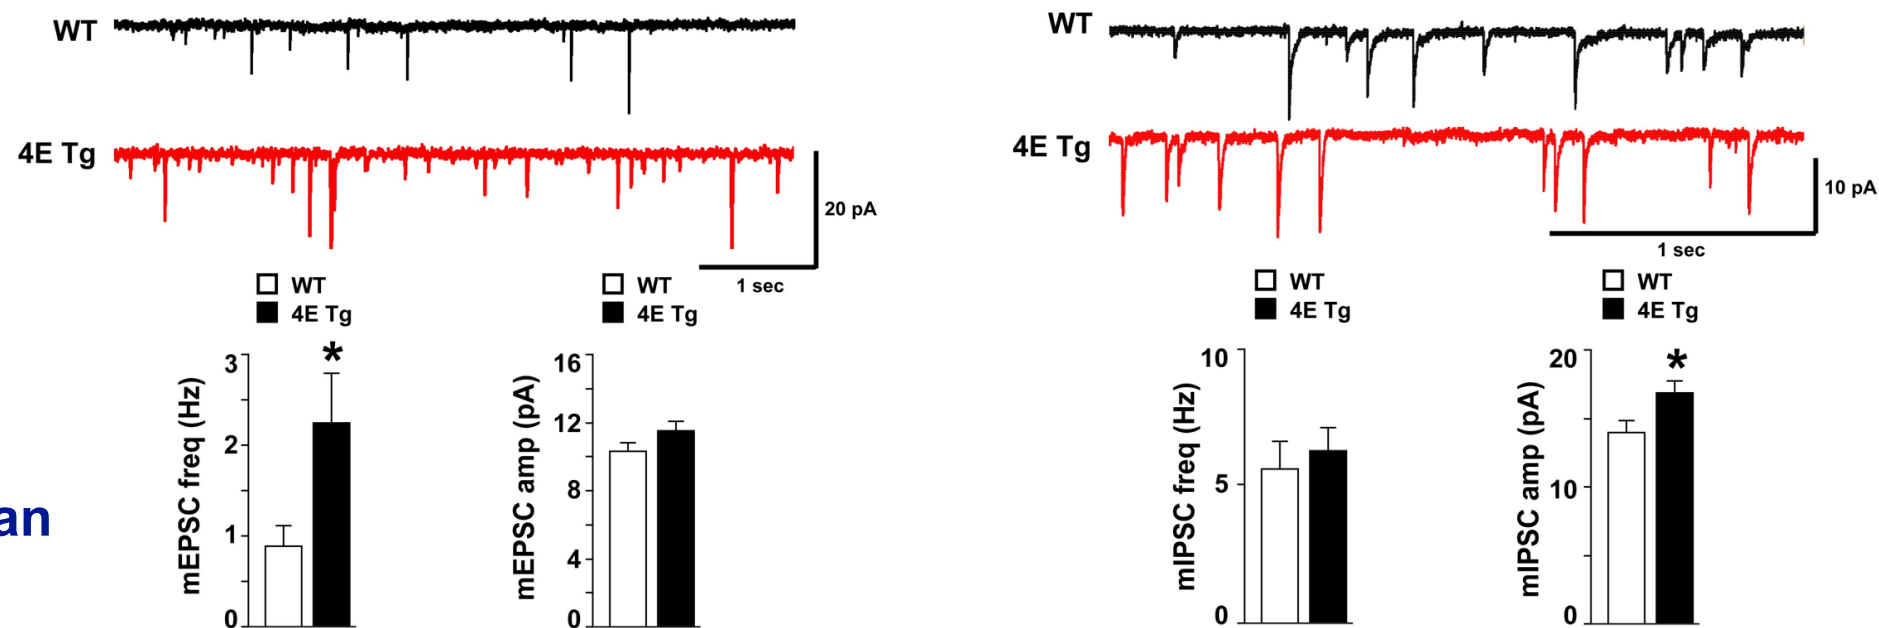 WT
4E Tg
20 pA
1 sec
WT
4E Tg
WT
4E Tg
3
2
1
0
mEPSC freq (Hz)
*
16
12
8
4
0
mEPSC amp (pA)
an
WT
4E Tg
10 pA
1 sec
WT
4E Tg
WT
4E Tg
10
5
0
mIPSC freq (Hz)
20
10
0
mIPSC amp (pA)
*